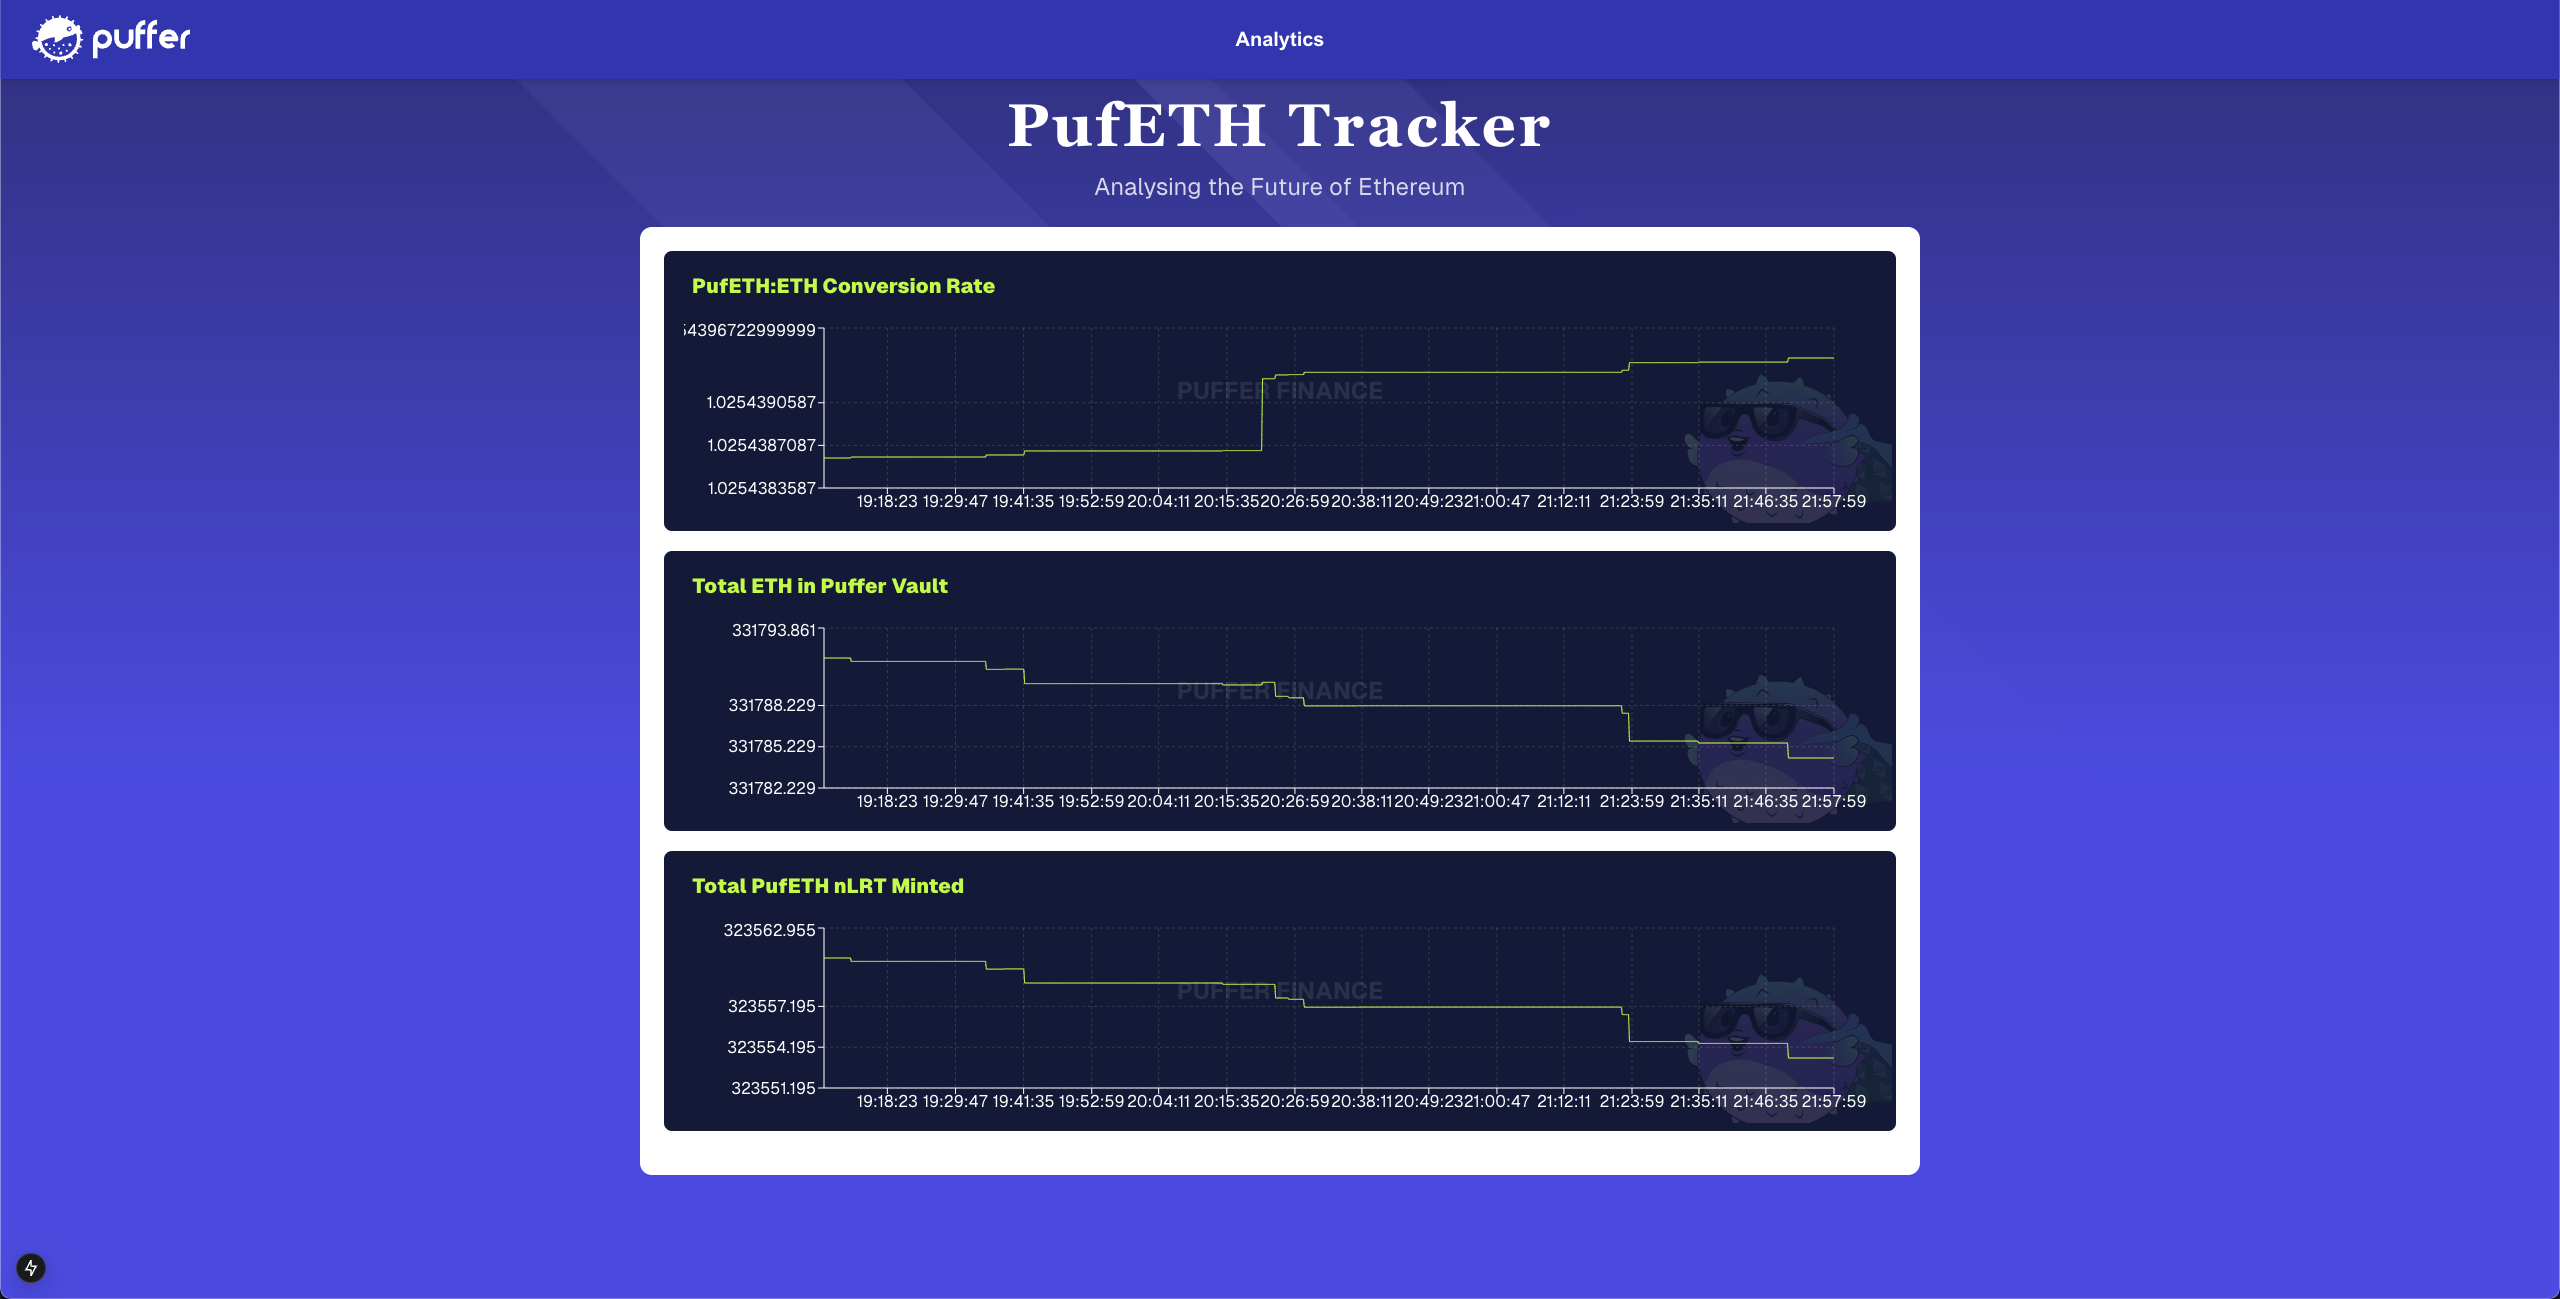 puffer
Analytics
PufETH Tracker
Analysing the Future of Ethereum
PufETH:ETH Conversion Rate
54396722999999
1.0254390587
1.0254387087
1.0254383587
PUFFER FINANCE
19:18:23 19:29:47 19:41:35 19:52:59 20:04:11 20:15:35 20:26:59 20:38:11 20:49:23 21:00:47 21:12:11 21:23:59 21:35:11 21:46:35 21:57:59
Total ETH in Puffer Vault
331793.861
331788.229
331785.229
331782.229
PUFFER FINANCE
19:18:23 19:29:47 19:41:35 19:52:59 20:04:11 20:15:35 20:26:59 20:38:11 20:49:23 21:00:47 21:12:11 21:23:59 21:35:11 21:46:35 21:57:59
Total PufETH nLRT Minted
323562.955
323557.195
323554.195
323551.195
PUFFER FINANCE
19:18:23 19:29:47 19:41:35 19:52:59 20:04:11 20:15:35 20:26:59 20:38:11 20:49:23 21:00:47 21:12:11 21:23:59 21:35:11 21:46:35 21:57:59